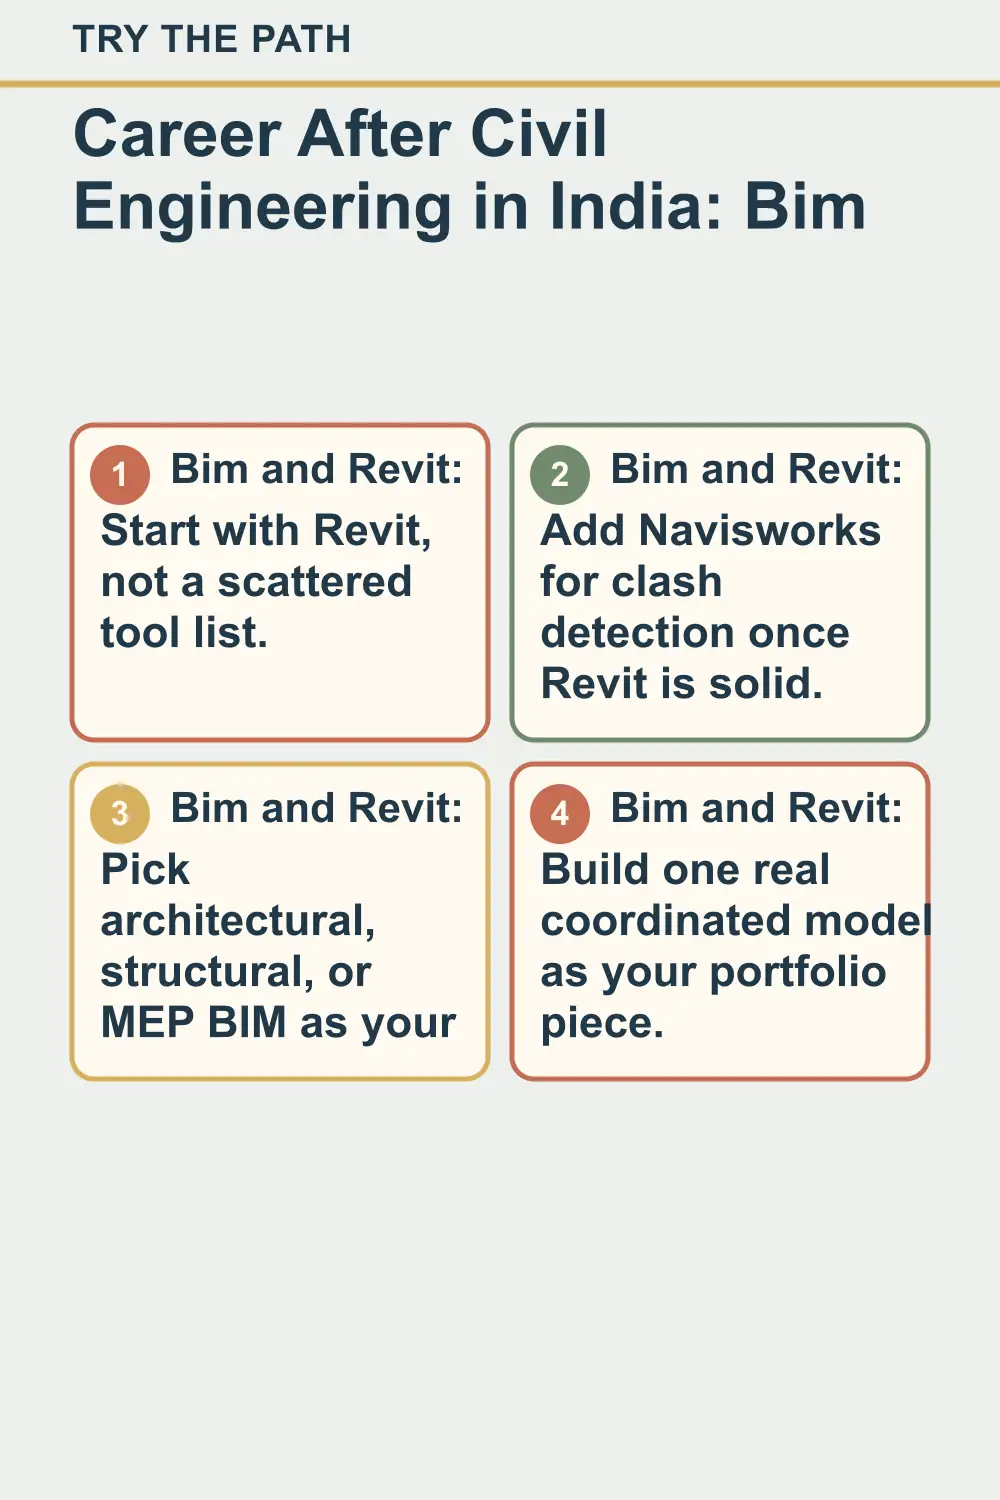 TRY THE PATH
Career After Civil
Engineering in India: Bim
1 Bim and Revit:
Start with Revit,
not a scattered
tool list.
2 Bim and Revit:
Add Navisworks
for clash
detection once
Revit is solid.
3 Bim and Revit:
Pick
architectural,
structural, or
MEP BIM as your
4 Bim and Revit:
Build one real
coordinated model
as your portfolio
piece.